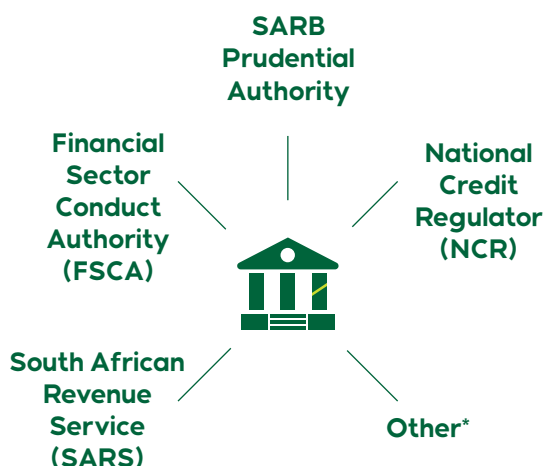 SARB
Prudential
Authority
Financial
Sector
Conduct
Authority
(FSCA)
National
Credit
Regulator
(NCR)
South African
Revenue
Service
(SARS)
Other*